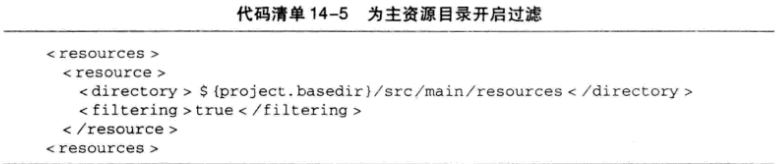 代码清单 14-5 为主资源目录开启过滤
<resources>
<resource>
<directory> ${project.basedir}/src/main/resources </directory>
<filtering>true </filtering>
</resource>
<resources>